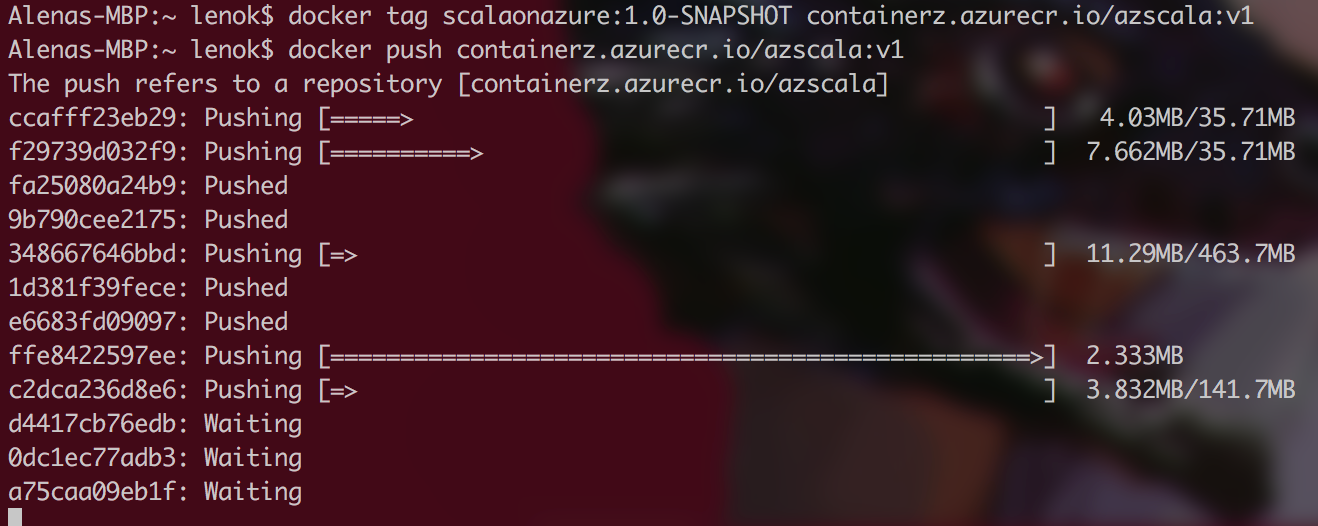 Alenas-MBP:~ lenok$ docker tag scalaonazure:1.0-SNAPSHOT containerz.azurecr.io/azscala:v1
Alenas-MBP:~ lenok$ docker push containerz.azurecr.io/azscala:v1
The push refers to a repository [containerz.azurecr.io/azscala]
ccafff23eb29: Pushing [=====>                                             ]  4.03MB/35.71MB
f29739d032f9: Pushing [==========>                                        ]  7.662MB/35.71MB
fa25080a24b9: Pushed
9b790cee2175: Pushed
348667646bbd: Pushing [=>                                                 ]  11.29MB/463.7MB
1d381f39fece: Pushed
e6683fd09097: Pushed
ffe8422597ee: Pushing [==================================================>]  2.333MB
c2dca236d8e6: Pushing [=>                                                 ]  3.832MB/141.7MB
d4417cb76edb: Waiting
0dc1ec77adb3: Waiting
a75caa09eb1f: Waiting